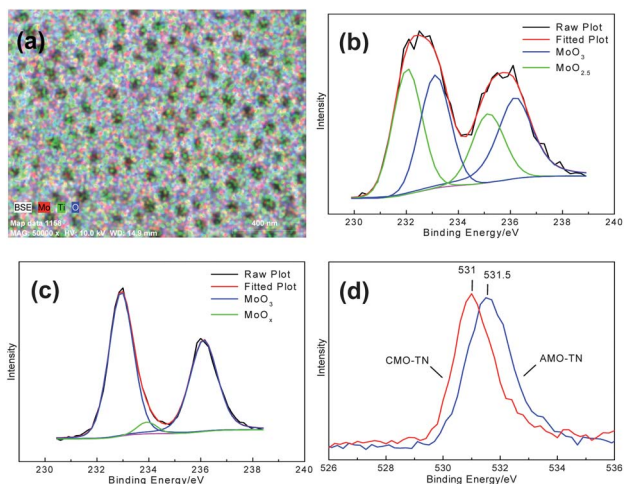 (a)
BSE Mo Ti O
Map data 1158
MAG: 50000 x HV: 10.0 kV WD: 14.0 mm
400 nm
(b)
Raw Plot
Fitted Plot
MoO₃
MoO₂.₅
Intensity
230 232 234 236 238 240
Binding Energy/eV
(c)
Raw Plot
Fitted Plot
MoO₃
MoOₓ
Intensity
230 232 234 236 238 240
Binding Energy/eV
(d)
531
531.5
CMO-TN
AMO-TN
Intensity
526 528 530 532 534 536
Binding Energy/eV